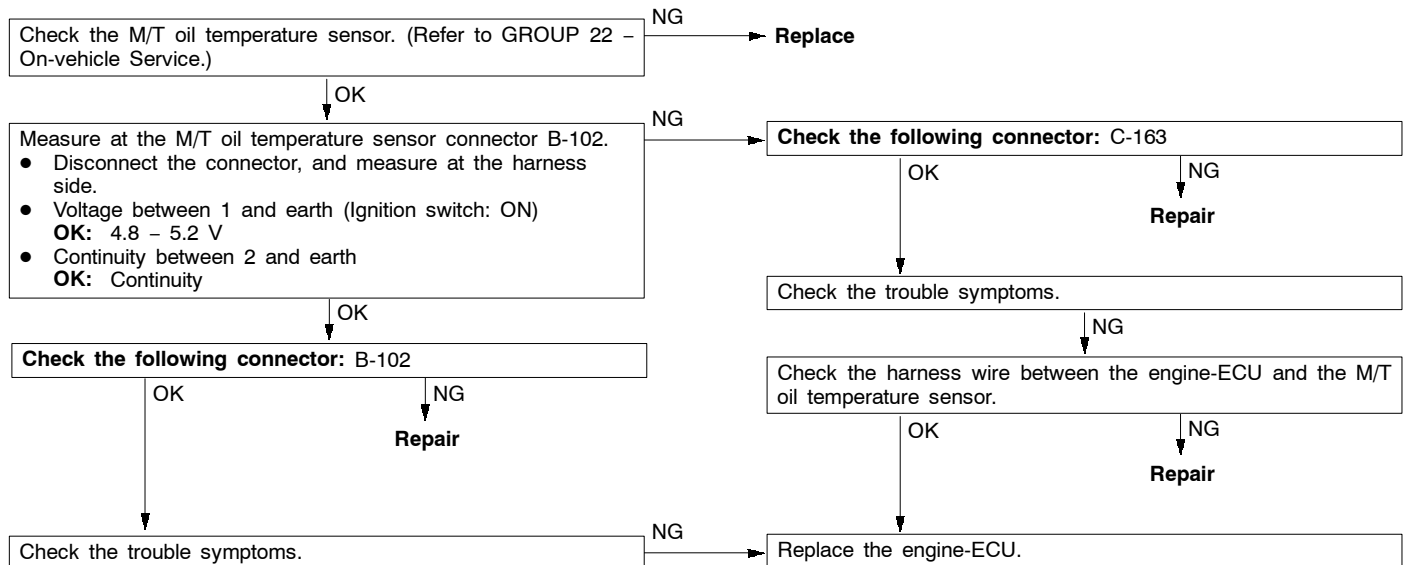 Check the M/T oil temperature sensor. (Refer to GROUP 22 –
On-vehicle Service.)
NG
Replace
OK
Measure at the M/T oil temperature sensor connector B-102.
● Disconnect the connector, and measure at the harness
side.
● Voltage between 1 and earth (Ignition switch: ON)
OK: 4.8 – 5.2 V
● Continuity between 2 and earth
OK: Continuity
NG
Check the following connector: C-163
OK
NG
Repair
Check the trouble symptoms.
NG
Check the harness wire between the engine-ECU and the M/T
oil temperature sensor.
OK
NG
Repair
OK
Check the following connector: B-102
OK
NG
Repair
Check the trouble symptoms.
NG
Replace the engine-ECU.